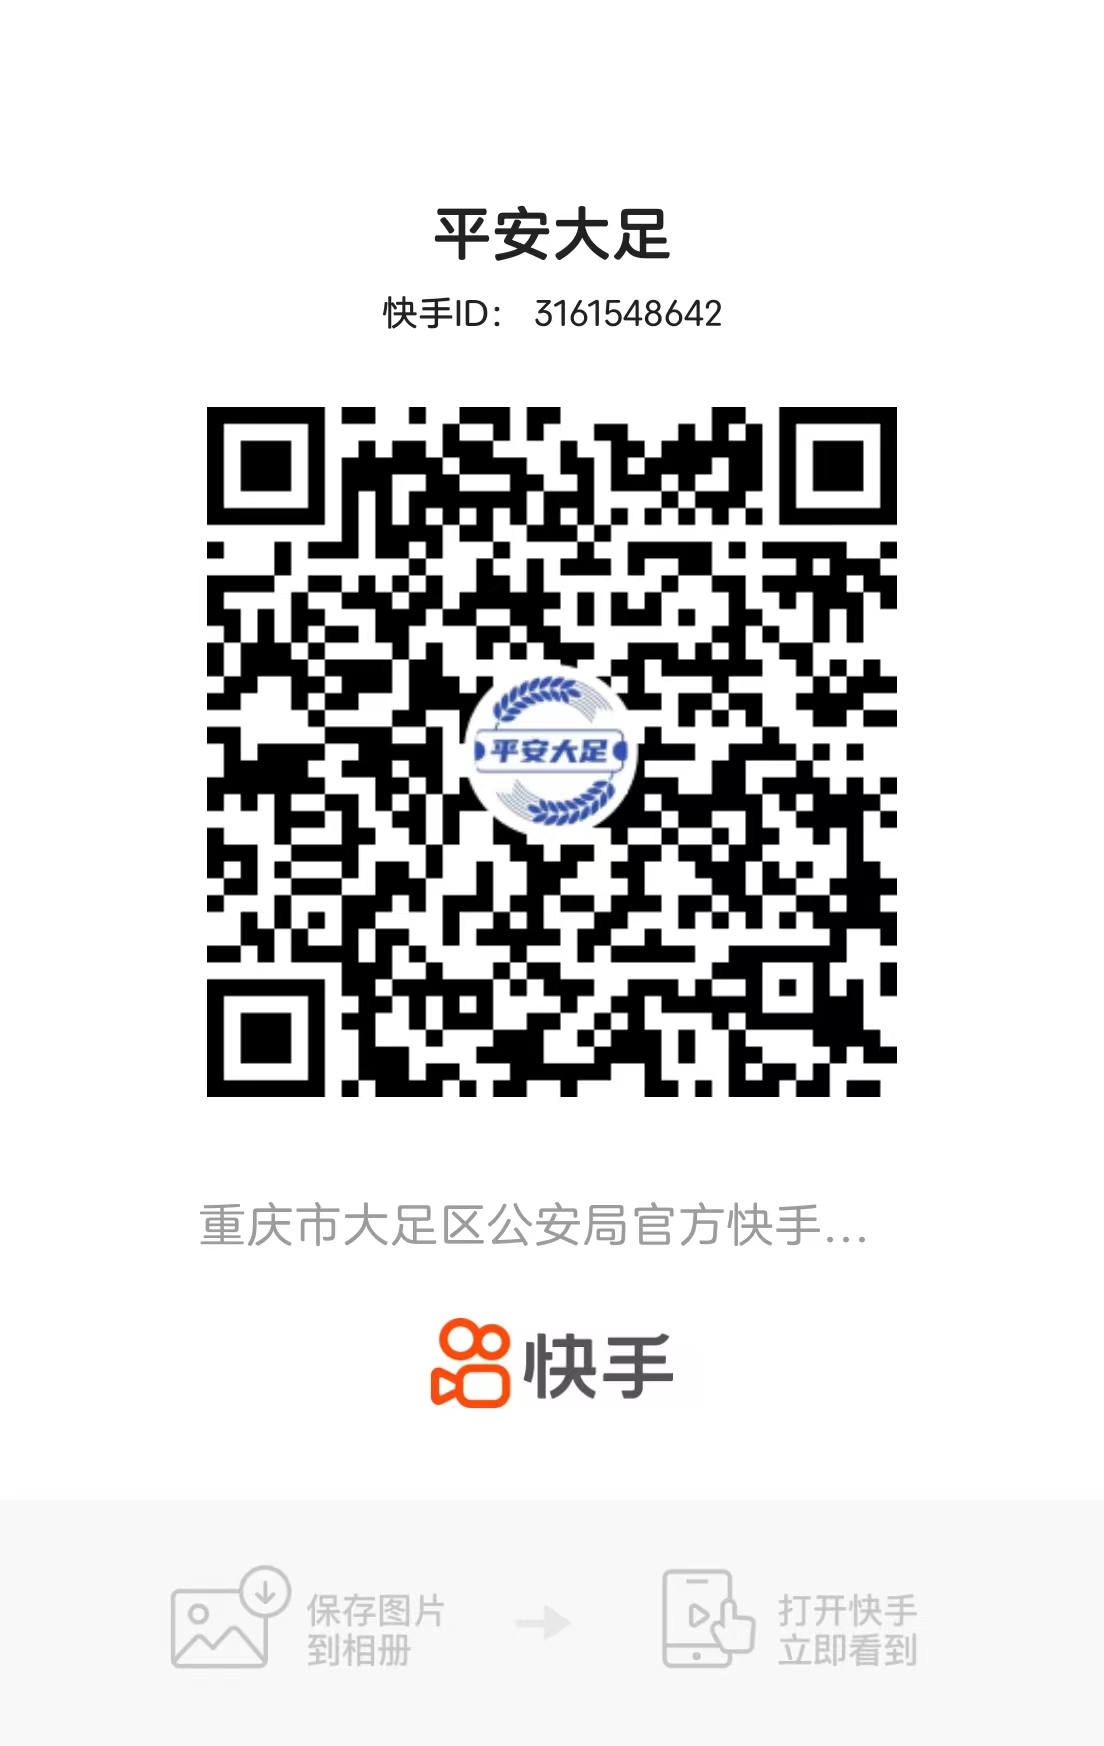 平安大足
快手ID： 3161548642
平安大足
重庆市大足区公安局官方快手...
快手
保存图片
到相册
打开快手
立即看到